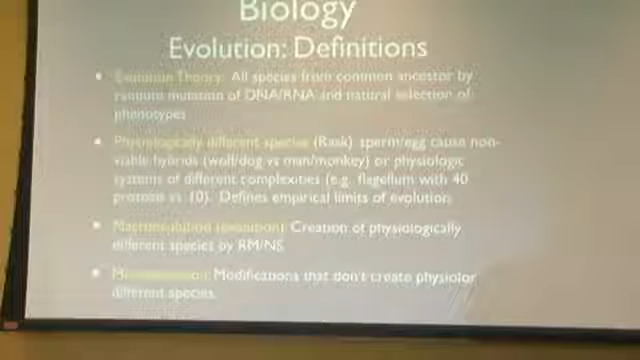 Biology
Evolution: Definitions
Evolution Theory: All species from common ancestor by
random mutation of DNA/RNA and natural selection of
phenotypes
Physiologically different species (Rask) sperm/egg cause non-
viable hybrids (wolf/dog vs man/monkey) or physiologic
systems of different complexities (e.g. flagellum with 40
proteins vs 10). Defines empirical limits of evolution
Macroevolution (evolution): Creation of physiologically
different species by RM/NS
Modifications that don't create physiolog
different species.